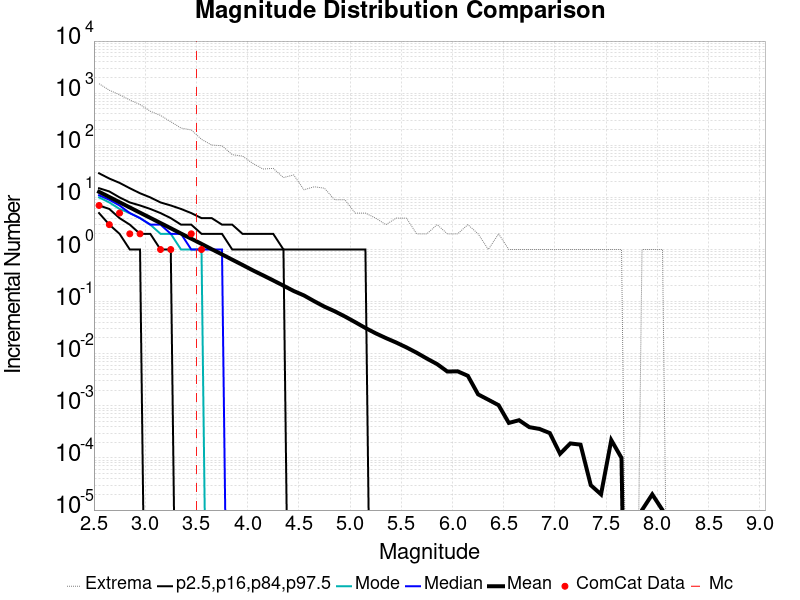 Magnitude Distribution Comparison
Incremental Number
10^4
10^3
10^2
10^1
10^0
10^-1
10^-2
10^-3
10^-4
10^-5
2.5 3.0 3.5 4.0 4.5 5.0 5.5 6.0 6.5 7.0 7.5 8.0 8.5 9.0
Magnitude
Extrema p2.5,p16,p84,p97.5 Mode Median Mean ComCat Data Mc